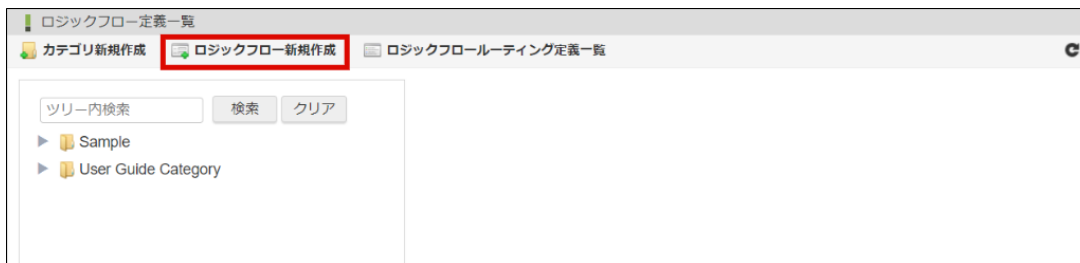 ロジックフロー定義一覧
カテゴリ新規作成 ロジックフロー新規作成 ロジックフロールーティング定義一覧
ツリー内検索 検索 クリア
Sample
User Guide Category